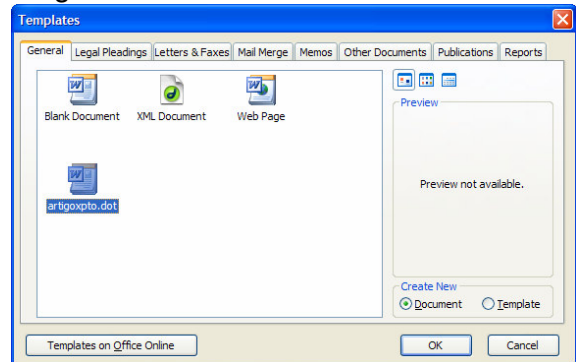 Templates
General Legal Pleadings Letters & Faxes Mail Merge Memos Other Documents Publications Reports
Blank Document XML Document Web Page
artigoxpto.dot
Preview
Preview not available.
Create New
Document Template
Templates on Office Online OK Cancel